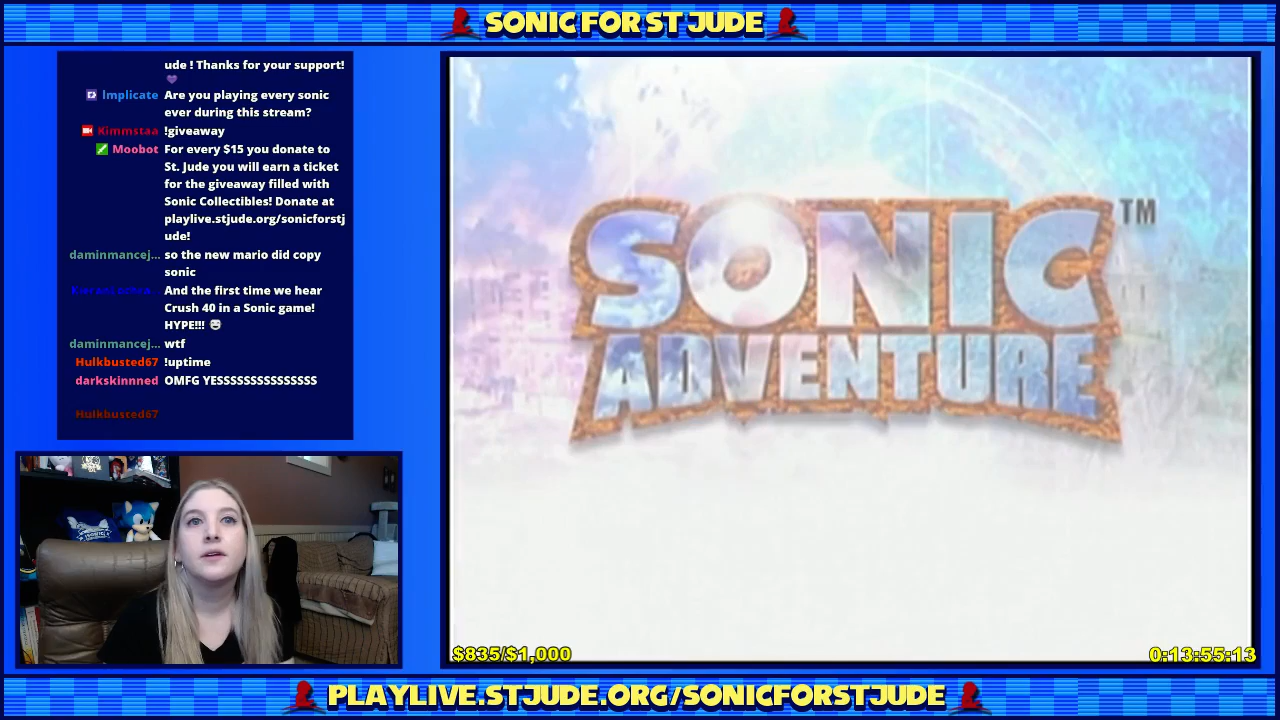 SONIC FOR ST JUDE
ude ! Thanks for your support!
Implicate Are you playing every sonic
ever during this stream?
Kimmstaa !giveaway
Moobot For every $15 you donate to
St. Jude you will earn a ticket
for the giveaway filled with
Sonic Collectibles! Donate at
playlive.stjude.org/sonicforstj
ude!
daminmancej... so the new mario did copy
sonic
And the first time we hear
Crush 40 in a Sonic game!
HYPE!!!
daminmancej... wtf
Hulkbusted67 !uptime
darkskinnned OMFG YESSSSSSSSSSSSSSS
Hulkbusted67
SONIC TM
ADVENTURE
$835/$1,000
0:13:55:13
PLAYLIVE.STJUDE.ORG/SONICFORSTJUDE